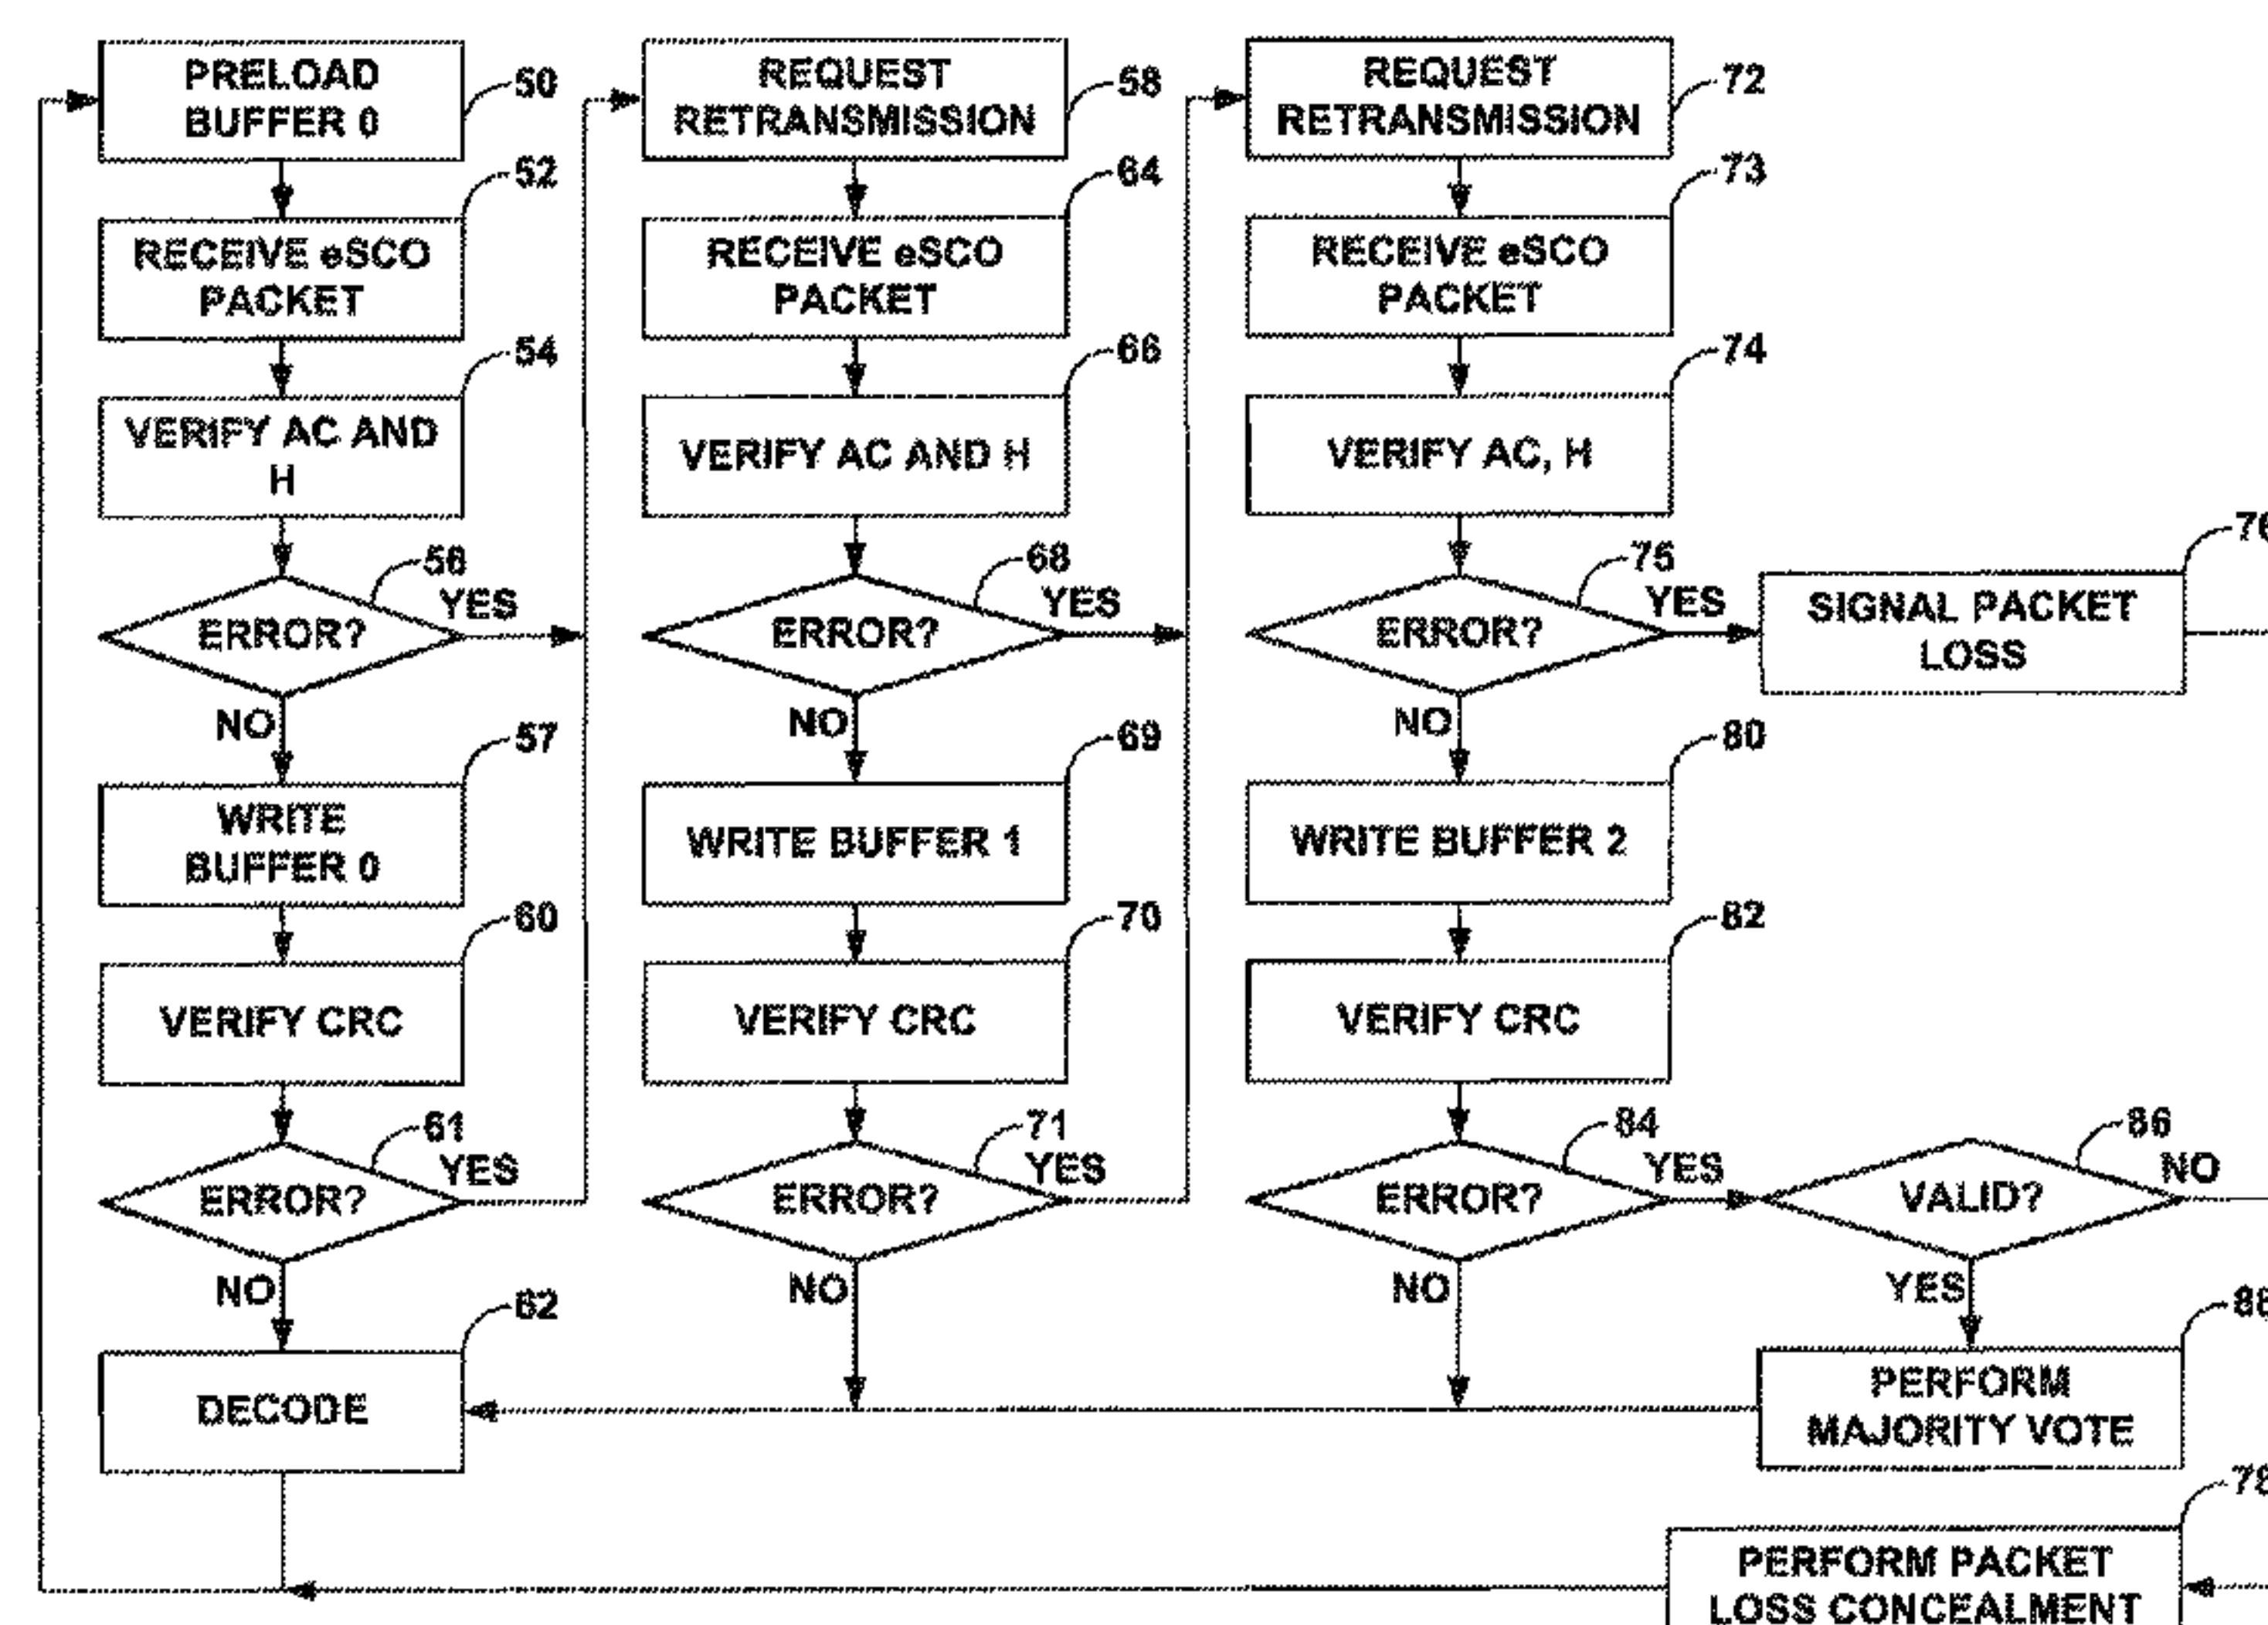 PRELOAD
BUFFER 0
50
REQUEST
RETRANSMISSION
58
REQUEST
RETRANSMISSION
72
RECEIVE eSCO
PACKET
52
RECEIVE eSCO
PACKET
64
RECEIVE eSCO
PACKET
73
VERIFY AC AND
H
54
VERIFY AC AND H
66
VERIFY AC, H
74
ERROR?
56
YES
NO
ERROR?
68
YES
NO
ERROR?
75
YES
NO
SIGNAL PACKET
LOSS
WRITE
BUFFER 0
57
WRITE BUFFER 1
69
WRITE BUFFER 2
80
VERIFY CRC
60
VERIFY CRC
70
VERIFY CRC
82
ERROR?
61
YES
NO
ERROR?
71
YES
NO
ERROR?
84
YES
NO
VALID?
86
NO
YES
DECODE
62
PERFORM
MAJORITY VOTE
PERFORM PACKET
LOSS CONCEALMENT
78